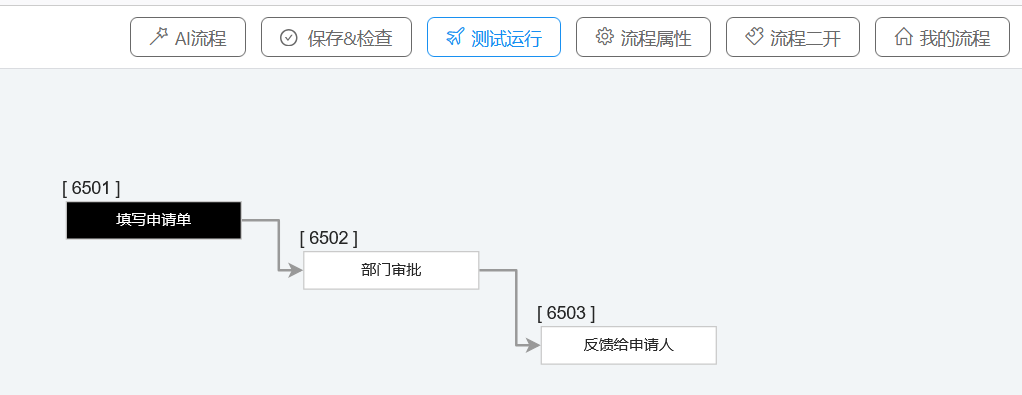 AI流程 保存&检查 测试运行 流程属性 流程二开 我的流程
[ 6501 ]
填写申请单
[ 6502 ]
部门审批
[ 6503 ]
反馈给申请人